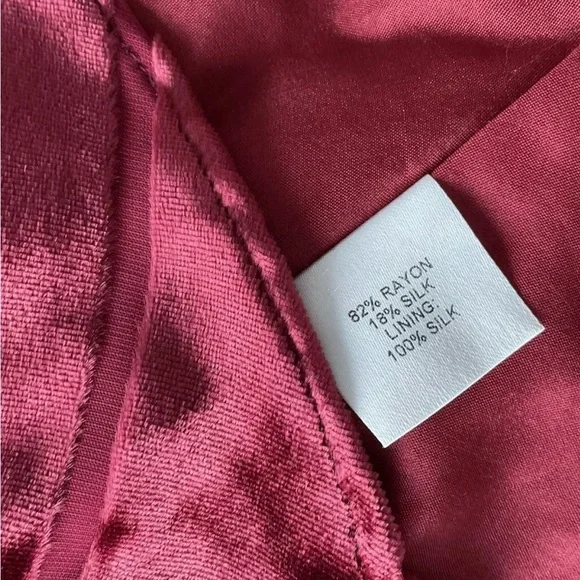 82% RAYON
18% SILK
LINING:
100% SILK